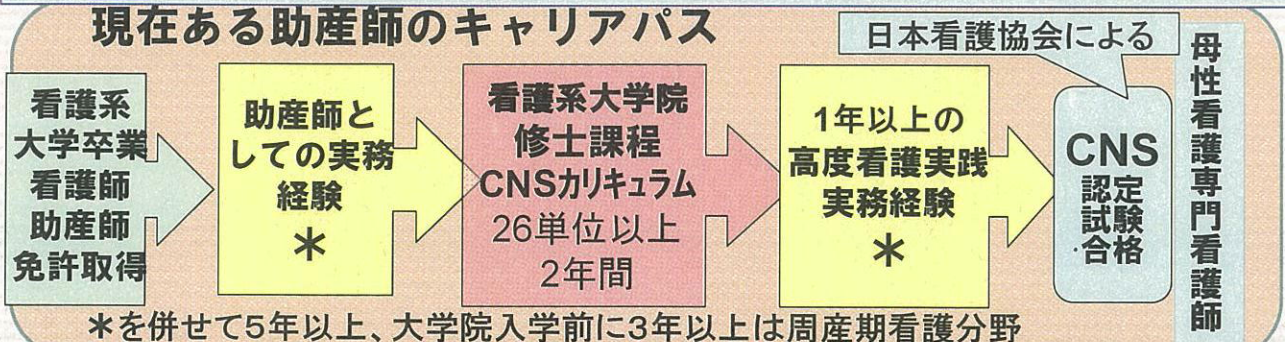 現在ある助産師のキャリアパス
日本看護協会による
看護系
大学卒業
看護師
助産師
免許取得
助産師と
しての実務
経験
＊
看護系大学院
修士課程
CNSカリキュラム
26単位以上
2年間
1年以上の
高度看護実践
実務経験
＊
CNS
認定
試験
合格
母性看護専門看護師
＊を併せて5年以上、大学院入学前に3年以上は周産期看護分野